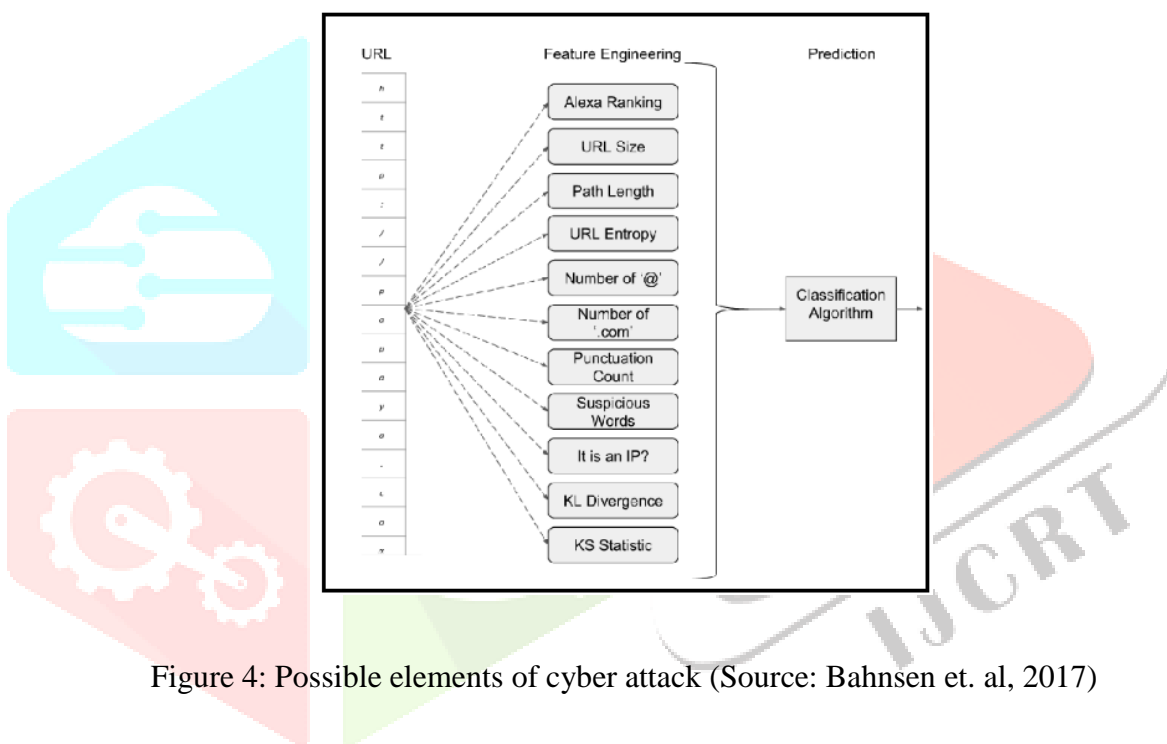 URL
Feature Engineering
Prediction
h
t
t
p
:
/
/
p
a
y
a
Alexa Ranking
URL Size
Path Length
URL Entropy
Number of '@'
Number of
'.com'
Punctuation
Count
Suspicious
Words
It is an IP?
KL Divergence
KS Statistic
Classification
Algorithm
IJCRT
Figure 4: Possible elements of cyber attack (Source: Bahnsen et. al, 2017)